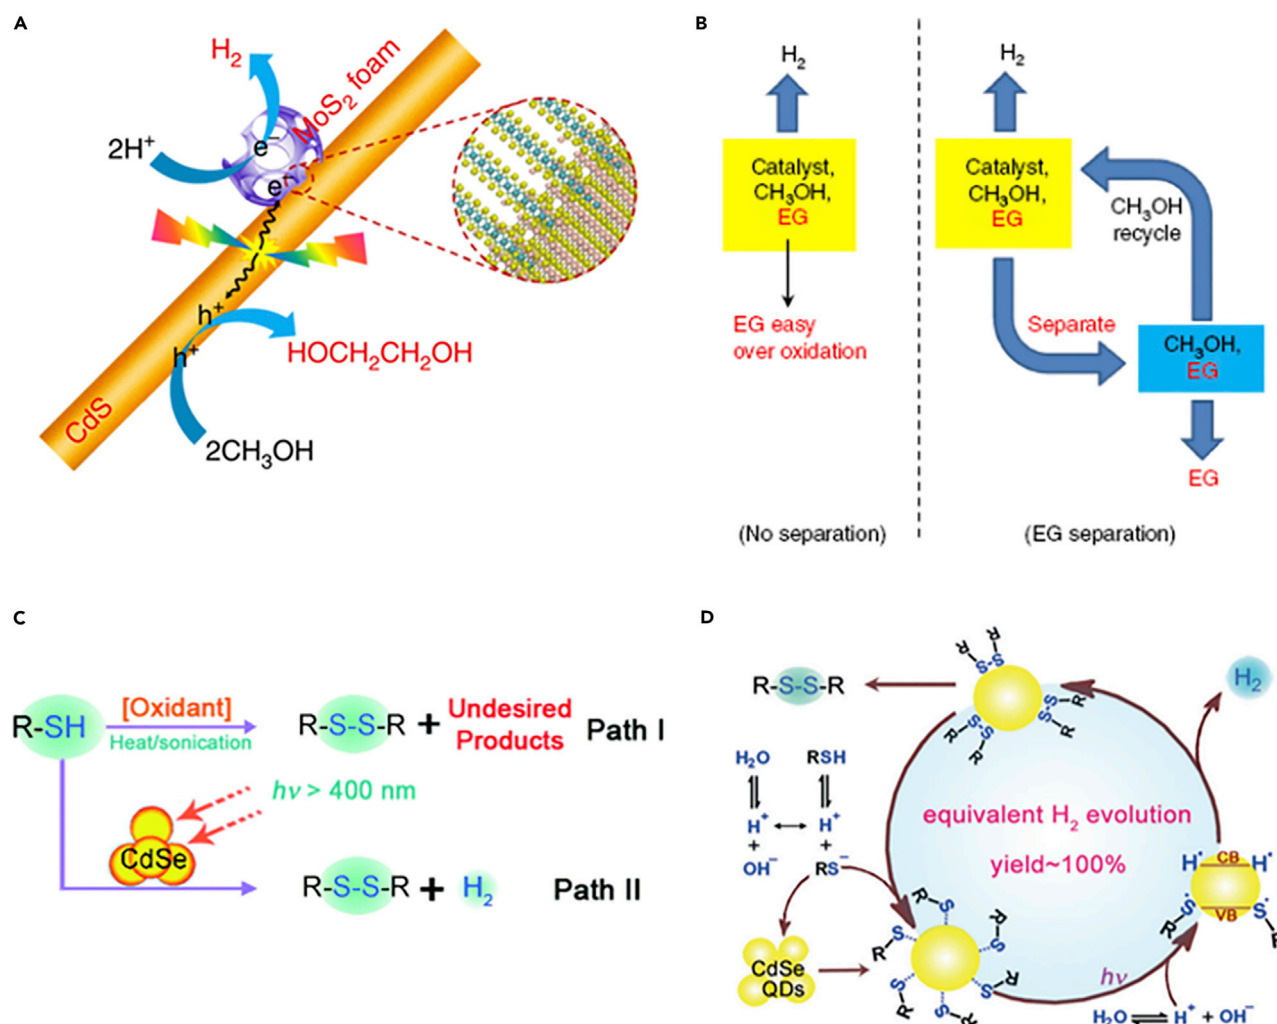 A
H₂
MoS₂ foam
2H⁺
e⁻
e⁻
h⁺
h⁺
HOCH₂CH₂OH
CdS
2CH₃OH
B
H₂
Catalyst,
CH₃OH,
EG
EG easy
over oxidation
(No separation)
H₂
Catalyst,
CH₃OH,
EG
CH₃OH
recycle
Separate
CH₃OH,
EG
EG
(EG separation)
C
R-SH
[Oxidant]
Heat/sonication
R-S-S-R + Undesired
Products
Path I
hν > 400 nm
CdSe
R-S-S-R + H₂
Path II
D
R-S-S-R
R
R
S-S
S-S
R
R
S-S
R
R
H₂
H₂O
RSH
H⁺
H⁺
+
+
OH⁻
RS⁻
equivalent H₂ evolution
yield~100%
H•
CB
H•
S•
VB
S•
R
R
CdSe
QDs
R
S
R
S
R
S
R
S
R
S
R
S
hν
H₂O ⇌ H⁺ + OH⁻